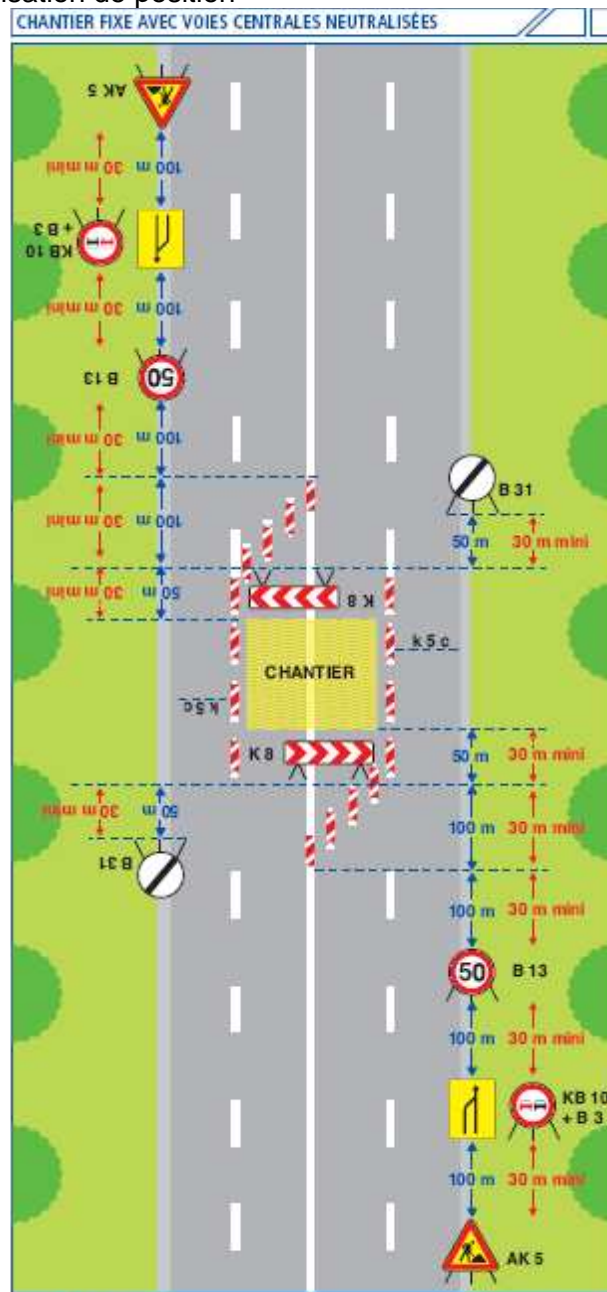 isation de position
CHANTIER FIXE AVEC VOIES CENTRALES NEUTRALISÉES
AK 5
30 m mini 100 m
KB 10
+ B 3
30 m mini 100 m
B 13
50
30 m mini 100 m
30 m mini 100 m
30 m mini 50 m
B 31
50 m 30 m mini
K 8
k 5 c
CHANTIER
k 5 c
K 8
50 m 30 m mini
30 m mini 50 m
100 m 30 m mini
B 31
100 m 30 m mini
50
B 13
100 m 30 m mini
KB 10
+ B 3
100 m 30 m mini
AK 5